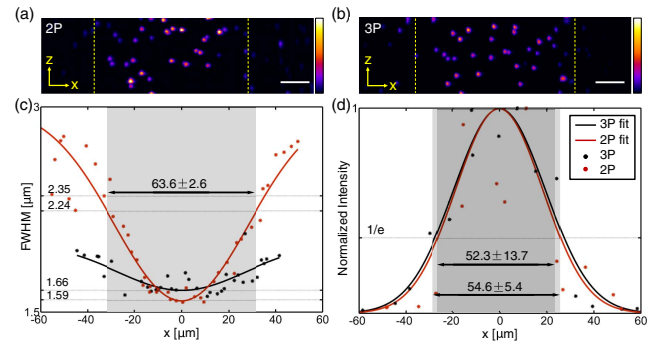 (a)
2P
z
x
(b)
3P
z
x
(c)
3
2.35
2.24
1.66
1.59
1.5
FWHM [μm]
63.6±2.6
-60 -40 -20 0 20 40 60
x [μm]
(d)
1
1/e
Normalized Intensity
3P fit
2P fit
3P
2P
52.3±13.7
54.6±5.4
-60 -40 -20 0 20 40 60
x [μm]